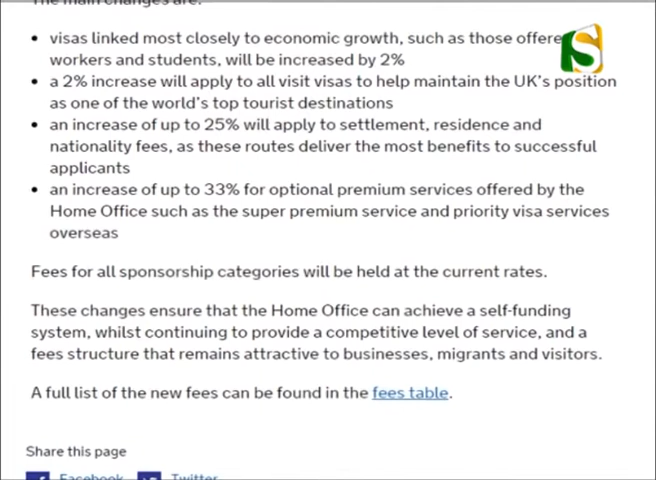 The main changes are:
visas linked most closely to economic growth, such as those offere
workers and students, will be increased by 2%
a 2% increase will apply to all visit visas to help maintain the UK's position
as one of the world's top tourist destinations
an increase of up to 25% will apply to settlement, residence and
nationality fees, as these routes deliver the most benefits to successful
applicants
an increase of up to 33% for optional premium services offered by the
Home Office such as the super premium service and priority visa services
overseas
Fees for all sponsorship categories will be held at the current rates.
These changes ensure that the Home Office can achieve a self-funding
system, whilst continuing to provide a competitive level of service, and a
fees structure that remains attractive to businesses, migrants and visitors.
A full list of the new fees can be found in the fees table.
Share this page
Facebook Twitter